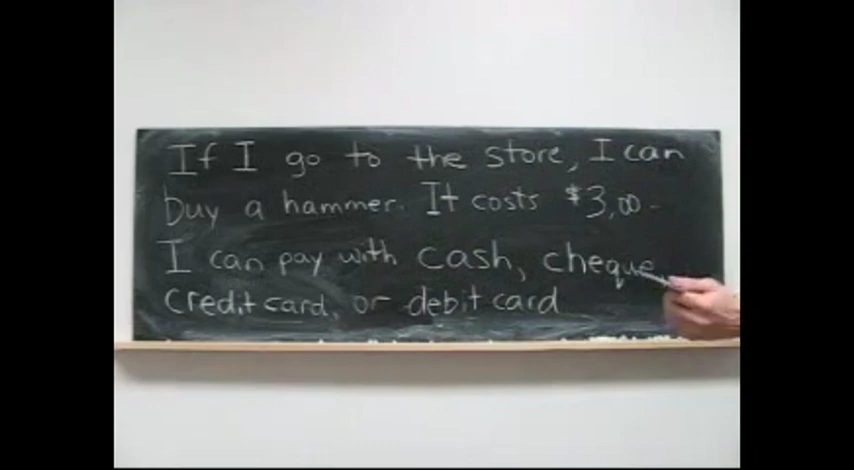 If I go to the store, I can
buy a hammer. It costs $3,00-
I can pay with cash, cheque,
credit card, or debit card